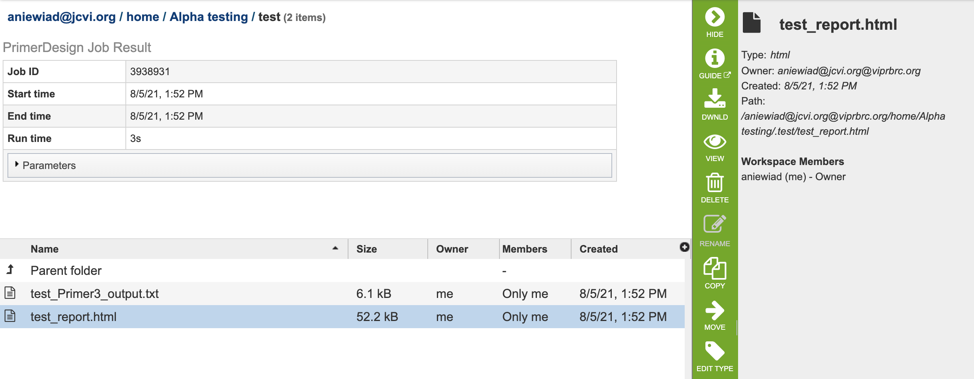 aniewiad@jcvi.org / home / Alpha testing / test (2 items)
PrimerDesign Job Result
Job ID 3938931
Start time 8/5/21, 1:52 PM
End time 8/5/21, 1:52 PM
Run time 3s
Parameters
Name Size Owner Members Created
Parent folder -
test_Primer3_output.txt 6.1 kB me Only me 8/5/21, 1:52 PM
test_report.html 52.2 kB me Only me 8/5/21, 1:52 PM
HIDE
GUIDE
DWNLD
VIEW
DELETE
RENAME
COPY
MOVE
EDIT TYPE
test_report.html
Type: html
Owner: aniewiad@jcvi.org@viprbrc.org
Created: 8/5/21, 1:52 PM
Path:
/aniewiad@jcvi.org@viprbrc.org/home/Alpha
testing/.test/test_report.html
Workspace Members
aniewiad (me) - Owner